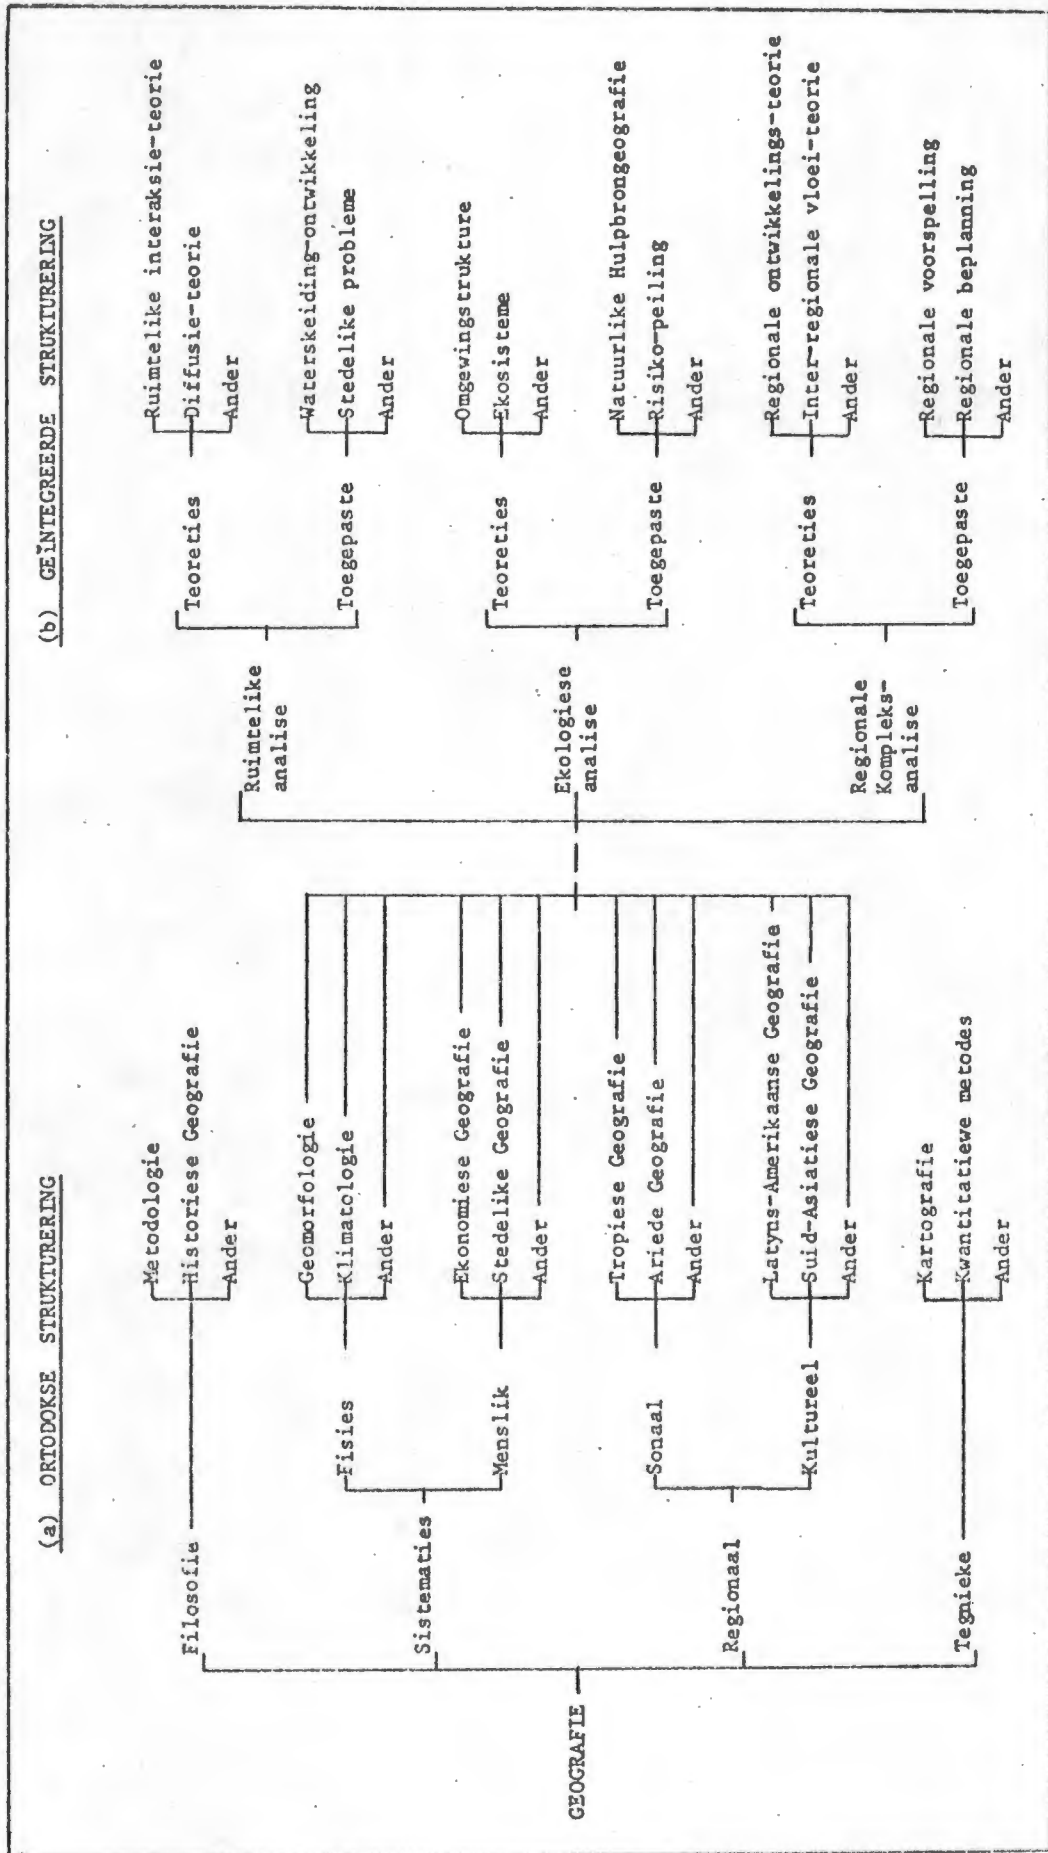 (a) ORTODOKSE STRUKTURERING
GEOGRAFIE
Filosofie
Metodologie
Historiese Geografie
Ander
Sistematies
Fisies
Geomorfologie
Klimatologie
Ander
Menslik
Ekonomiese Geografie
Stedelike Geografie
Ander
Regionaal
Sonaal
Tropiese Geografie
Ariede Geografie
Ander
Kultureel
Latyns-Amerikaanse Geografie
Suid-Asiatiese Geografie
Ander
Tegnieke
Kartografie
Kwantitatiewe metodes
Ander
(b) GEÏNTEGREERDE STRUKTURERING
Ruimtelike
analise
Teoreties
Ruimtelike interaksie-teorie
Diffusie-teorie
Ander
Toegepaste
Waterskeiding-ontwikkeling
Stedelike probleme
Ander
Ekologiese
analise
Teoreties
Omgewingstrukture
Ekosisteme
Ander
Toegepaste
Natuurlike Hulpbrongeografie
Risiko-peiling
Ander
Regionale
Kompleks-
analise
Teoreties
Regionale ontwikkelings-teorie
Inter-regionale vloei-teorie
Ander
Toegepaste
Regionale voorspelling
Regionale beplanning
Ander